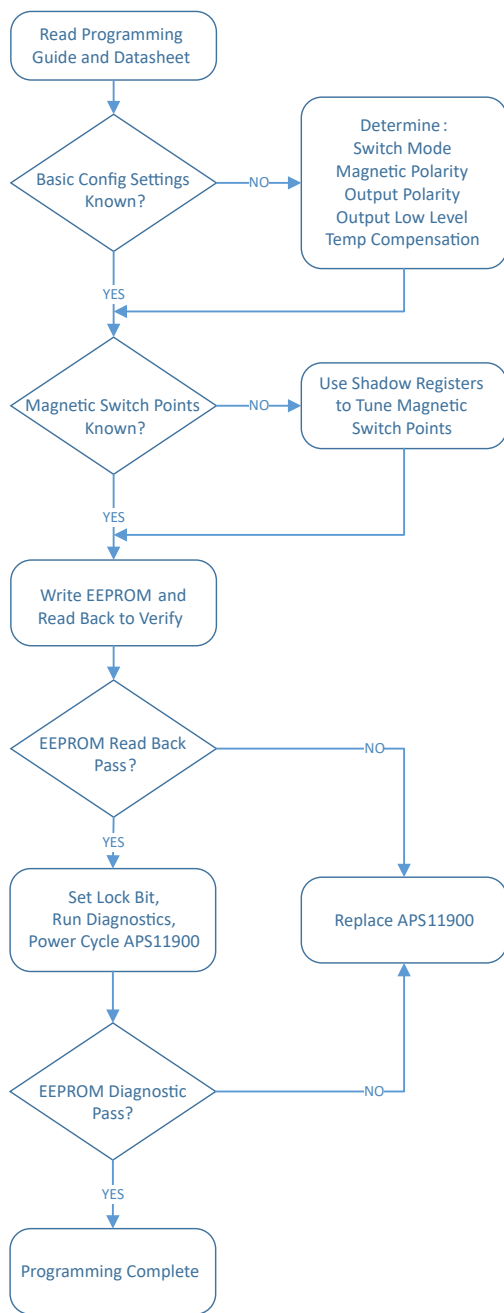 Read Programming
Guide and Datasheet
Basic Config Settings
Known?
NO
Determine:
Switch Mode
Magnetic Polarity
Output Polarity
Output Low Level
Temp Compensation
YES
Magnetic Switch Points
Known?
NO
Use Shadow Registers
to Tune Magnetic
Switch Points
YES
Write EEPROM and
Read Back to Verify
EEPROM Read Back
Pass?
NO
YES
Set Lock Bit,
Run Diagnostics,
Power Cycle APS11900
Replace APS11900
EEPROM Diagnostic
Pass?
NO
YES
Programming Complete